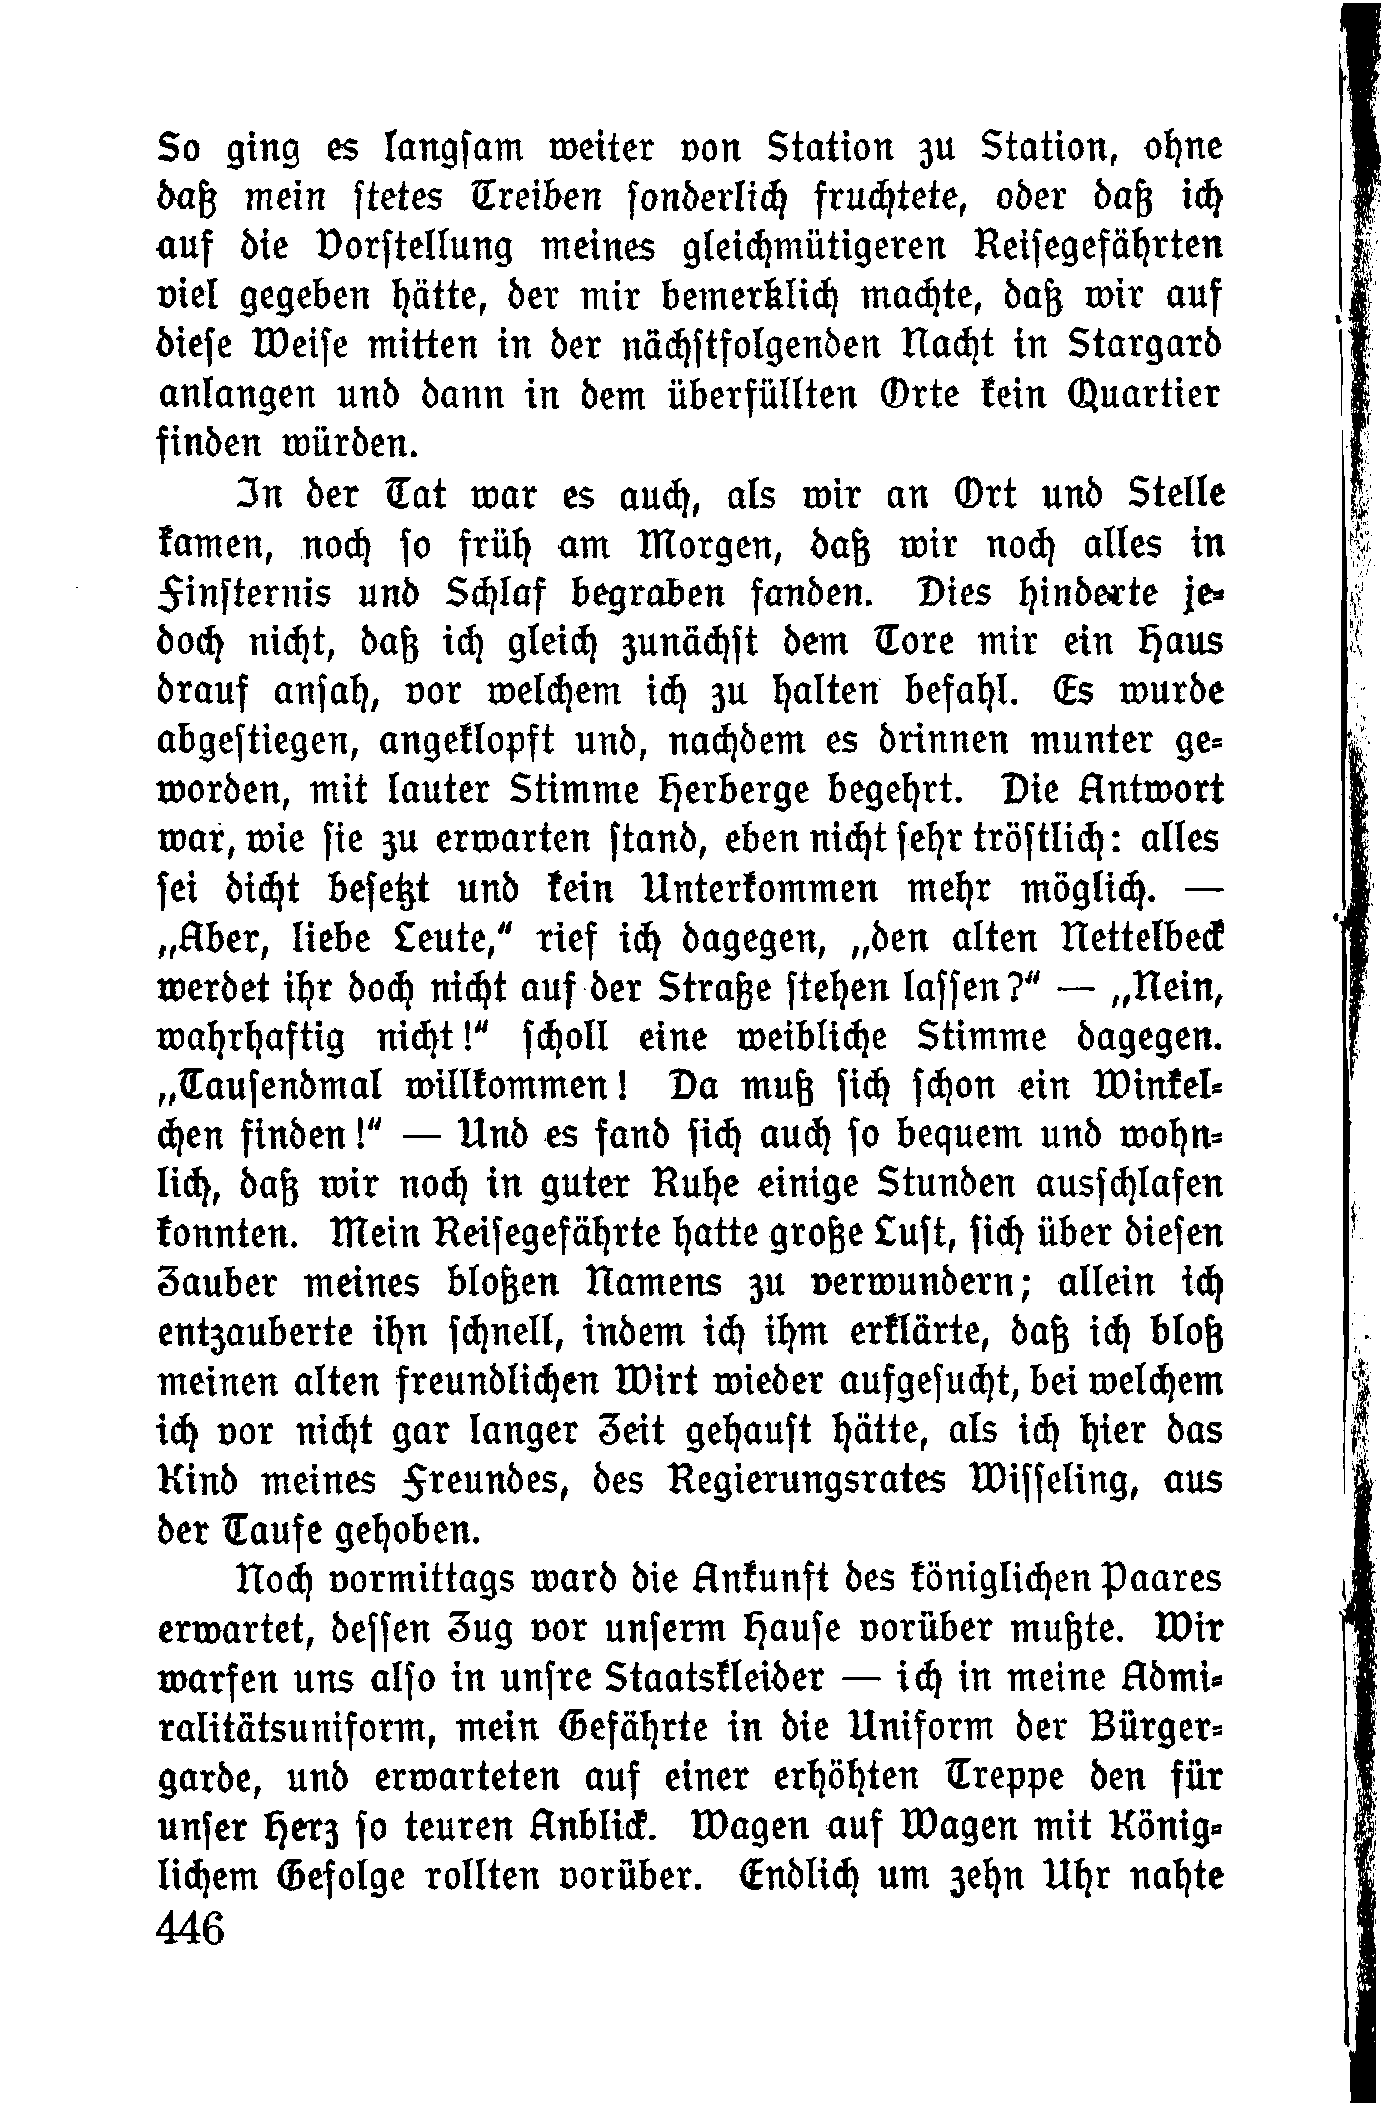 So ging es langsam weiter von Station zu Station, ohne
daß mein stetes Treiben sonderlich fruchtete, oder daß ich
auf die Vorstellung meines gleichmütigeren Reisegefährten
viel gegeben hätte, der mir bemerklich machte, daß wir auf
diese Weise mitten in der nächstfolgenden Nacht in Stargard
anlangen und dann in dem überfüllten Orte kein Quartier
finden würden.
In der Tat war es auch, als wir an Ort und Stelle
kamen, noch so früh am Morgen, daß wir noch alles in
Finsternis und Schlaf begraben fanden. Dies hinderte je-
doch nicht, daß ich gleich zunächst dem Tore mir ein Haus
drauf ansah, vor welchem ich zu halten befahl. Es wurde
abgestiegen, angeklopft und, nachdem es drinnen munter ge-
worden, mit lauter Stimme Herberge begehrt. Die Antwort
war, wie sie zu erwarten stand, eben nicht sehr tröstlich: alles
sei dicht besetzt und kein Unterkommen mehr möglich. —
„Aber, liebe Leute,“ rief ich dagegen, „den alten Nettelbeck
werdet ihr doch nicht auf der Straße stehen lassen?“ — „Nein,
wahrhaftig nicht!“ scholl eine weibliche Stimme dagegen.
„Tausendmal willkommen! Da muß sich schon ein Winkel-
chen finden!“ — Und es fand sich auch so bequem und wohn-
lich, daß wir noch in guter Ruhe einige Stunden ausschlafen
konnten. Mein Reisegefährte hatte große Lust, sich über diesen
Zauber meines bloßen Namens zu verwundern; allein ich
entzauberte ihn schnell, indem ich ihm erklärte, daß ich bloß
meinen alten freundlichen Wirt wieder aufgesucht, bei welchem
ich vor nicht gar langer Zeit gehaust hätte, als ich hier das
Kind meines Freundes, des Regierungsrates Wisseling, aus
der Taufe gehoben.
Noch vormittags ward die Ankunft des königlichen Paares
erwartet, dessen Zug vor unserm Hause vorüber mußte. Wir
warfen uns also in unsre Staatskleider — ich in meine Admi-
ralitätsuniform, mein Gefährte in die Uniform der Bürger-
garde, und erwarteten auf einer erhöhten Treppe den für
unser Herz so teuren Anblick. Wagen auf Wagen mit König-
lichem Gefolge rollten vorüber. Endlich um zehn Uhr nahte
446